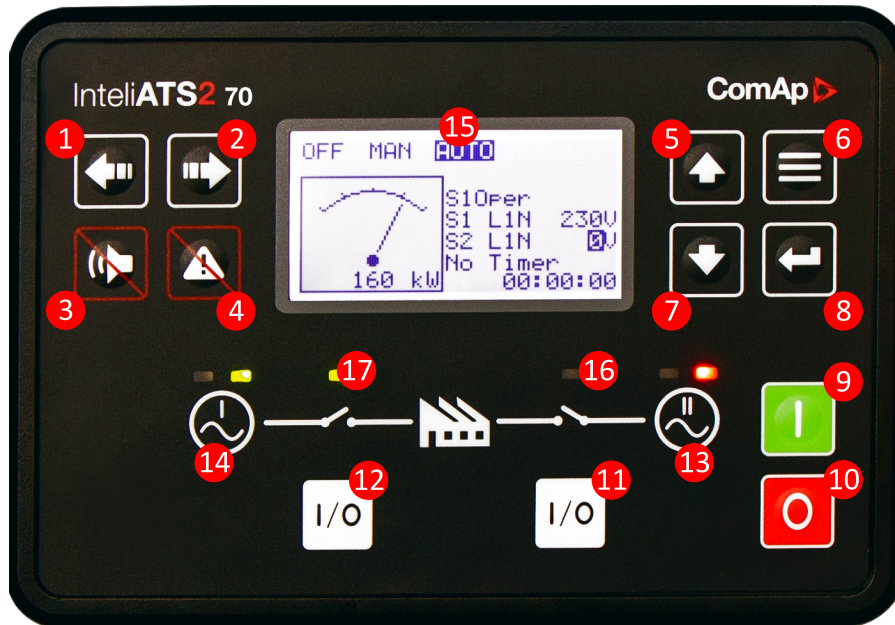 InteliATS2 70
ComAp
1
2
15
5
6
OFF MAN AUTO
S1Oper
S1 L1N 230V
S2 L1N 0V
No Timer
160 kW 00:00:00
3
4
7
8
17
16
9
I
II
14
13
I
12
11
10
I/O
I/O
O